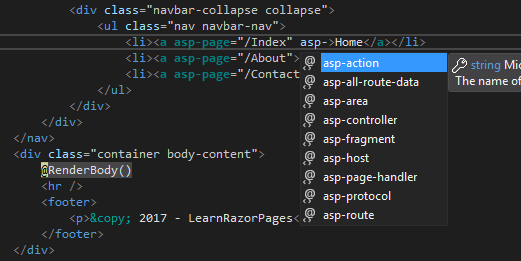 <div class="navbar-collapse collapse">
<ul class="nav navbar-nav">
<li><a asp-page="/Index" asp->Home</a></li>
<li><a asp-page="/About">
<li><a asp-page="/Contact
</ul>
</div>
</div>
</nav>
<div class="container body-content">
@RenderBody()
<hr />
<footer>
<p>&copy; 2017 - LearnRazorPages<
</footer>
</div>
asp-action
asp-all-route-data
asp-area
asp-controller
asp-fragment
asp-host
asp-page-handler
asp-protocol
asp-route
string Mic
The name of